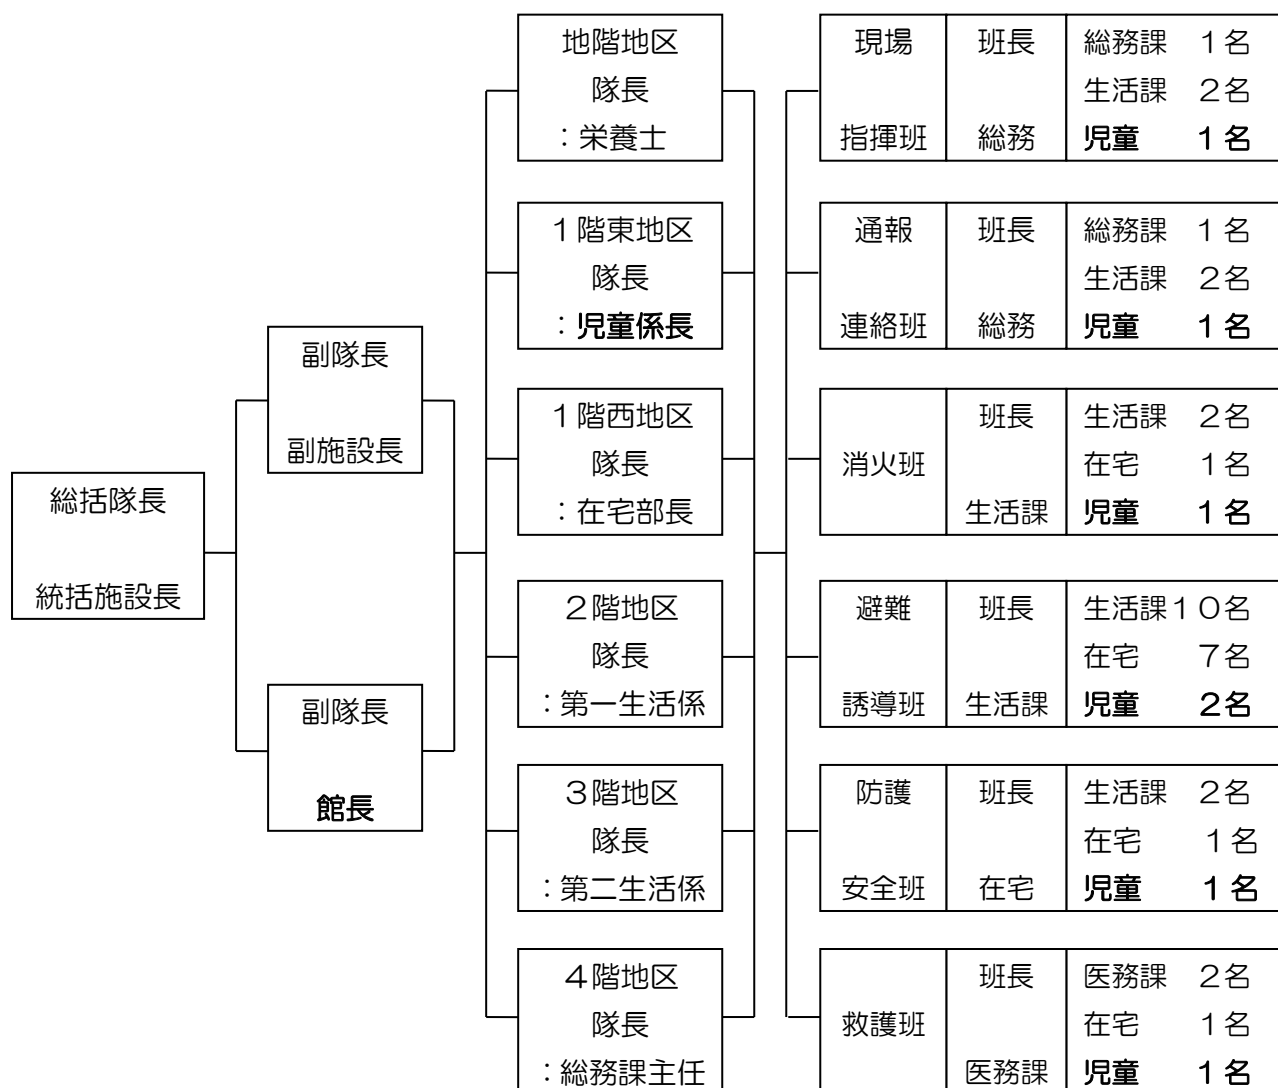 総括隊長
統括施設長
副隊長
副施設長
副隊長
館長
地階地区
隊長
：栄養士
１階東地区
隊長
：児童係長
１階西地区
隊長
：在宅部長
２階地区
隊長
：第一生活係
３階地区
隊長
：第二生活係
４階地区
隊長
：総務課主任
現場 班長 総務課 １名
生活課 ２名
指揮班 総務 児童 １名
通報 班長 総務課 １名
生活課 ２名
連絡班 総務 児童 １名
班長 生活課 ２名
消火班 在宅 １名
生活課 児童 １名
避難 班長 生活課１０名
在宅 ７名
誘導班 生活課 児童 ２名
防護 班長 生活課 ２名
在宅 １名
安全班 在宅 児童 １名
班長 医務課 ２名
救護班 在宅 １名
医務課 児童 １名